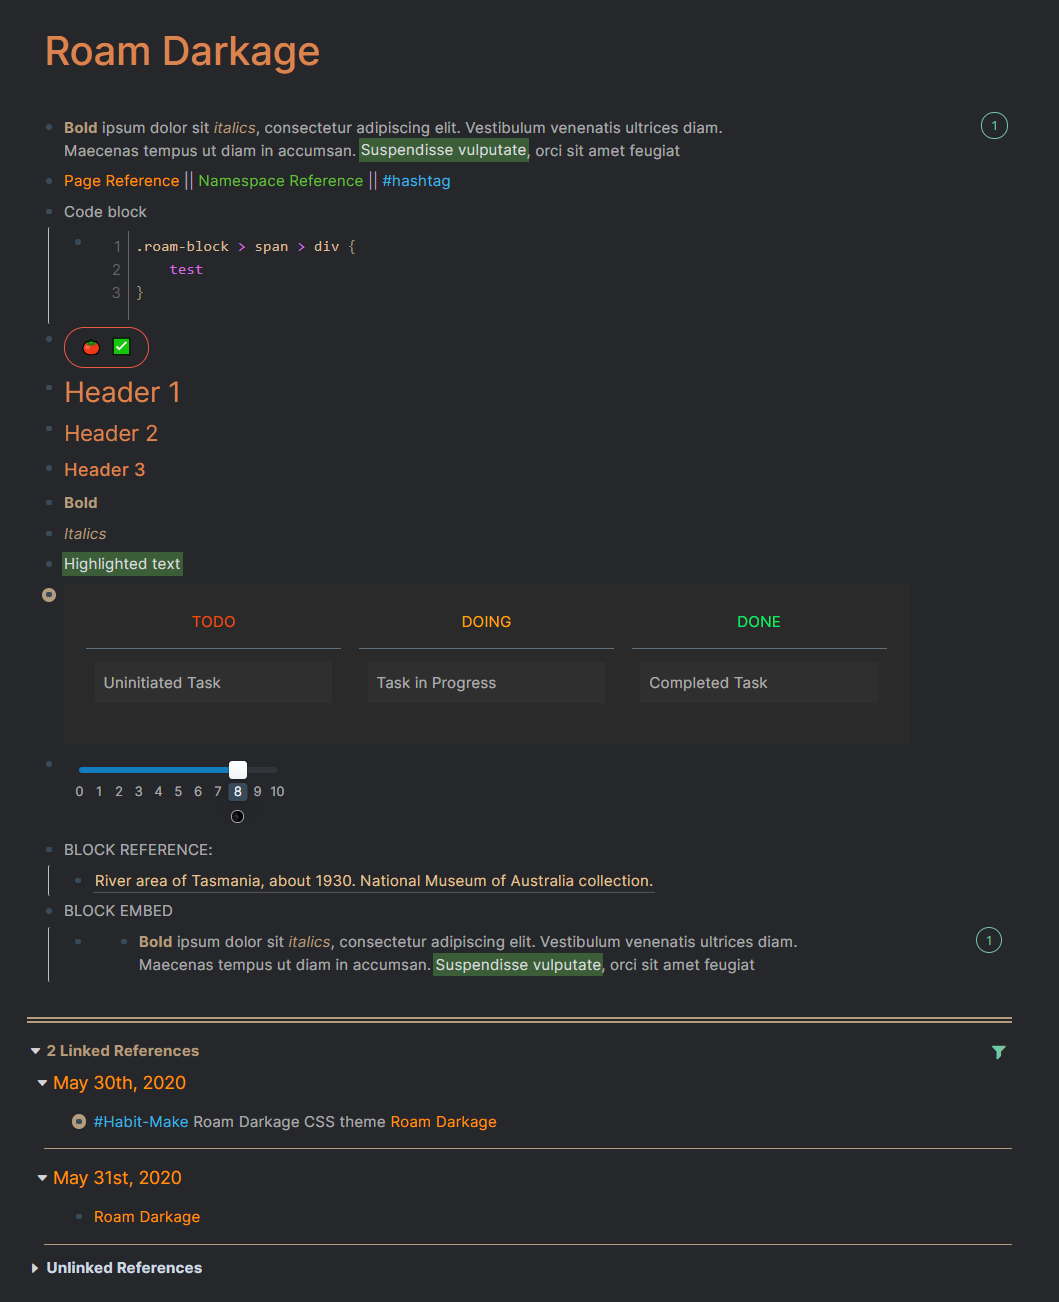 Roam Darkage
Bold ipsum dolor sit italics, consectetur adipiscing elit. Vestibulum venenatis ultrices diam.
1
Maecenas tempus ut diam in accumsan. Suspendisse vulputate, orci sit amet feugiat
Page Reference || Namespace Reference || #hashtag
Code block
1 .roam-block > span > div {
2     test
3 }
Header 1
Header 2
Header 3
Bold
Italics
Highlighted text
TODO DOING DONE
Uninitiated Task Task in Progress Completed Task
0 1 2 3 4 5 6 7 8 9 10
BLOCK REFERENCE:
River area of Tasmania, about 1930. National Museum of Australia collection.
BLOCK EMBED
Bold ipsum dolor sit italics, consectetur adipiscing elit. Vestibulum venenatis ultrices diam.
1
Maecenas tempus ut diam in accumsan. Suspendisse vulputate, orci sit amet feugiat
2 Linked References
May 30th, 2020
#Habit-Make Roam Darkage CSS theme Roam Darkage
May 31st, 2020
Roam Darkage
Unlinked References